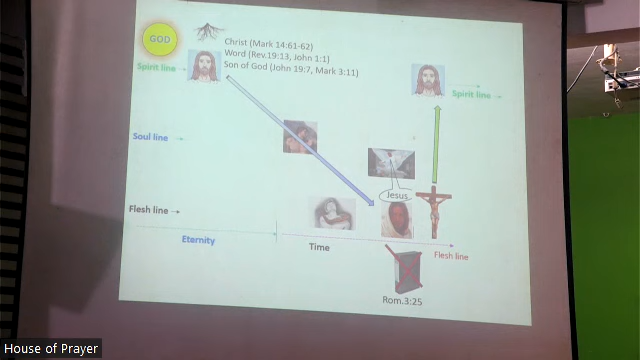 GOD
Christ (Mark 14:61-62)
Word (Rev.19:13, John 1:1)
Son of God (John 19:7, Mark 3:11)
Spirit line
Spirit line
Soul line
Jesus
Flesh line
Eternity
Time
Flesh line
Rom.3:25
House of Prayer